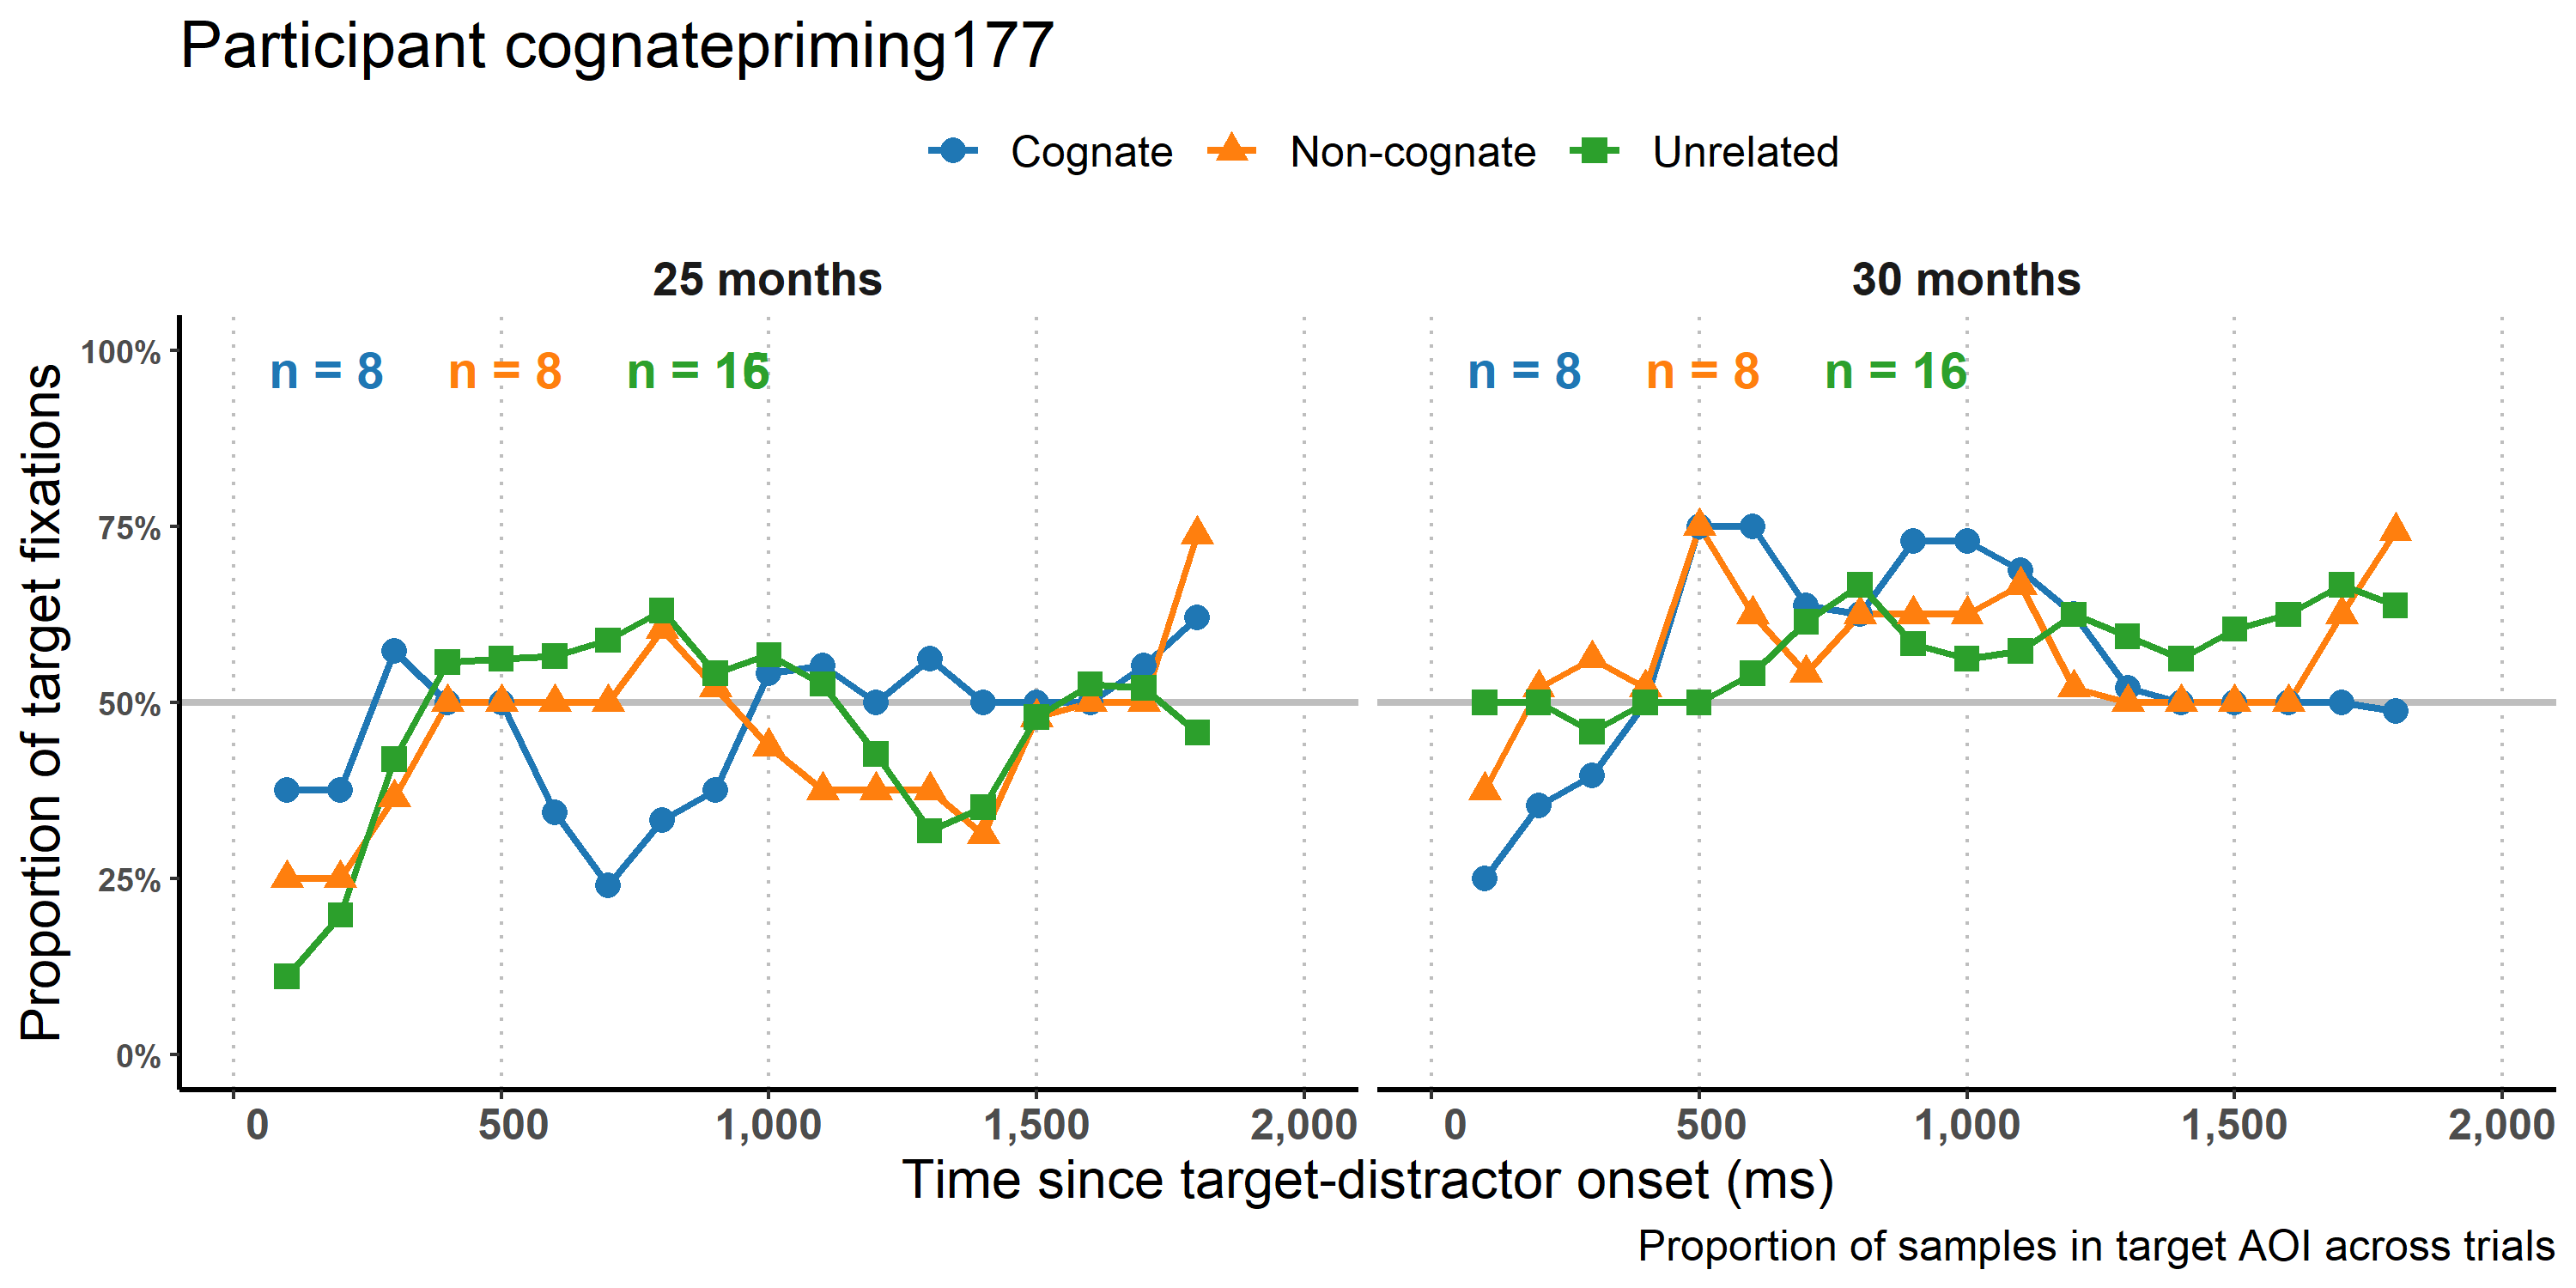 Participant cognatepriming177
Cognate Non-cognate Unrelated
25 months 30 months
n = 8 n = 8 n =
n = 8 n = 8 n = 16
100%
75%
50%
25%
0%
Proportion of target fixations
0 500 1,000 1,500 2,000 0 500 1,000 1,500 2,000
Time since target-distractor onset (ms)
Proportion of samples in target AOI across trials